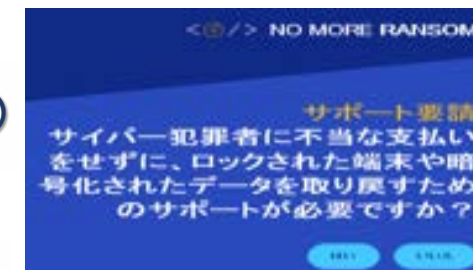 NO MORE RANSOM
サポート要請
サイバー犯罪者に不当な支払い
をせずに、ロックされた端末や暗
号化されたデータを取り戻すため
のサポートが必要ですか？